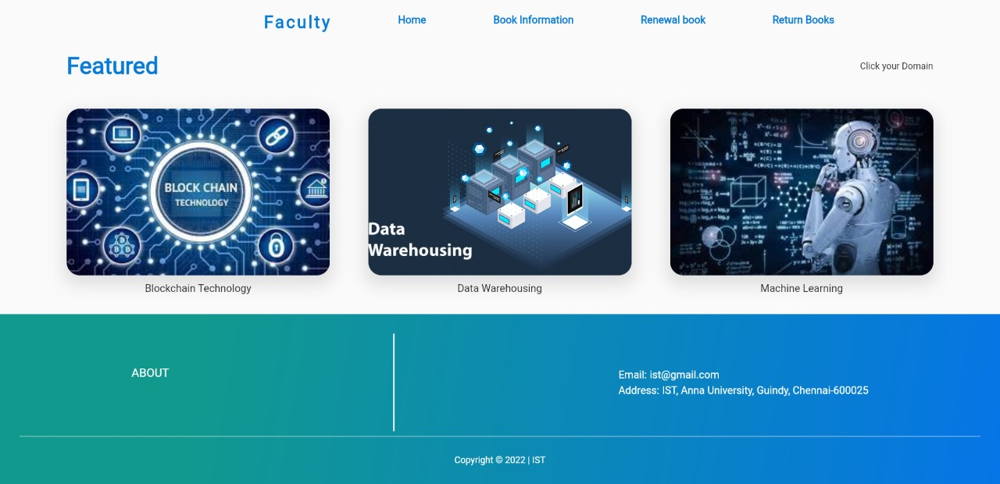 Faculty
Home
Book Information
Renewal book
Return Books
Featured
Click your Domain
BLOCK CHAIN
TECHNOLOGY
Data
Warehousing
Blockchain Technology
Data Warehousing
Machine Learning
ABOUT
Email: ist@gmail.com
Address: IST, Anna University, Guindy, Chennai-600025
Copyright © 2022 | IST